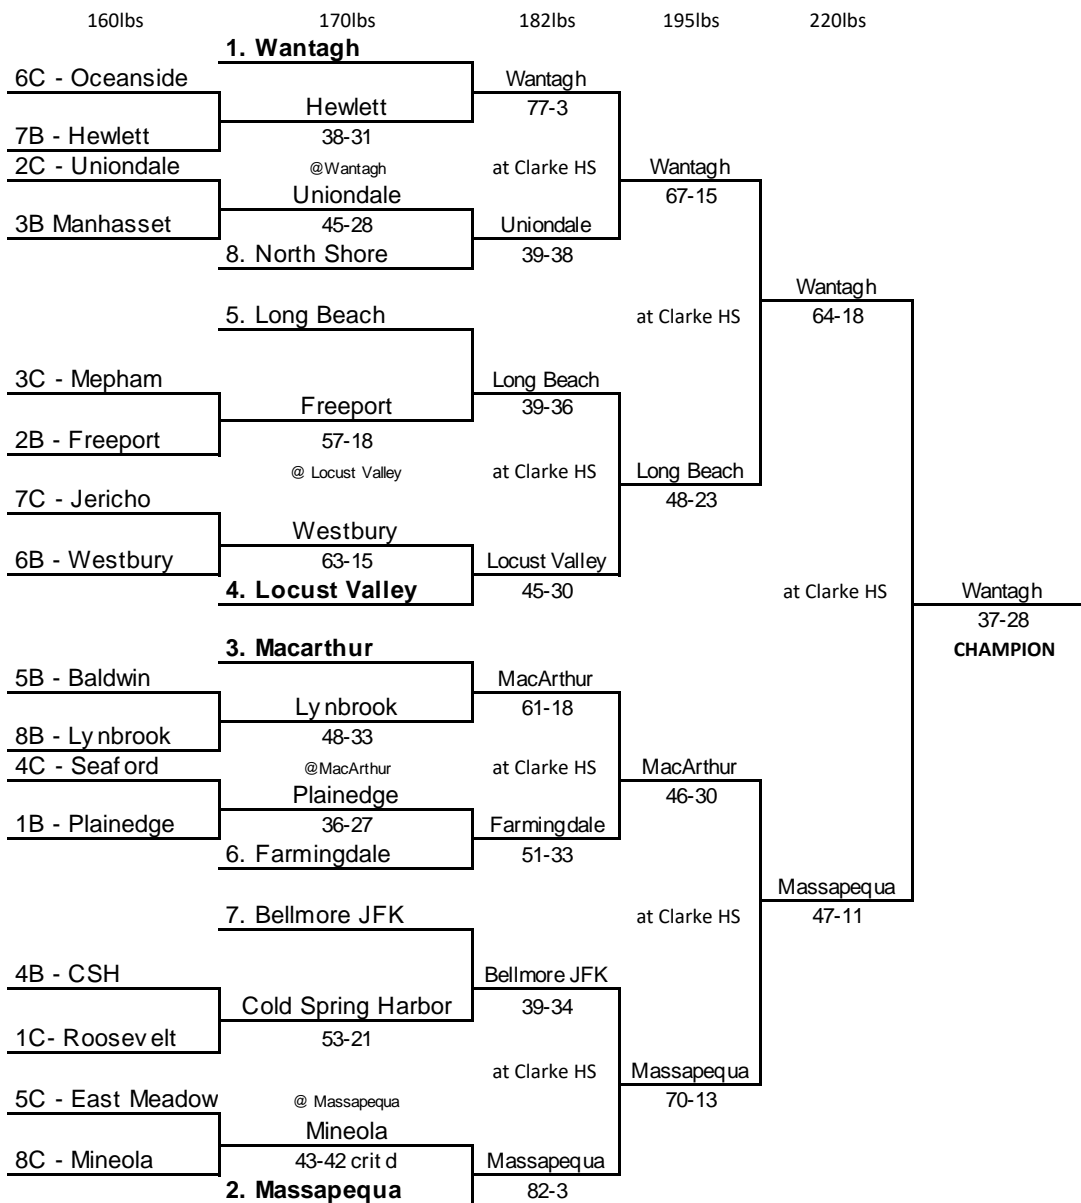 160lbs 170lbs 182lbs 195lbs 220lbs
1. Wantagh
6C - Oceanside Wantagh
Hewlett 77-3
7B - Hewlett 38-31
2C - Uniondale @Wantagh at Clarke HS Wantagh
Uniondale 67-15
3B Manhasset 45-28 Uniondale
8. North Shore 39-38
Wantagh
5. Long Beach at Clarke HS 64-18
3C - Mepham Long Beach
Freeport 39-36
2B - Freeport 57-18
@ Locust Valley at Clarke HS Long Beach
7C - Jericho 48-23
Westbury
6B - Westbury 63-15 Locust Valley
4. Locust Valley 45-30 at Clarke HS Wantagh
37-28
3. Macarthur CHAMPION
5B - Baldwin MacArthur
Lynbrook 61-18
8B - Lynbrook 48-33
4C - Seaford @MacArthur at Clarke HS MacArthur
Plainedge 46-30
1B - Plainedge 36-27 Farmingdale
6. Farmingdale 51-33
Massapequa
7. Bellmore JFK at Clarke HS 47-11
4B - CSH Bellmore JFK
Cold Spring Harbor 39-34
1C- Roosevelt 53-21
at Clarke HS Massapequa
5C - East Meadow @ Massapequa 70-13
Mineola
8C - Mineola 43-42 crit d Massapequa
2. Massapequa 82-3